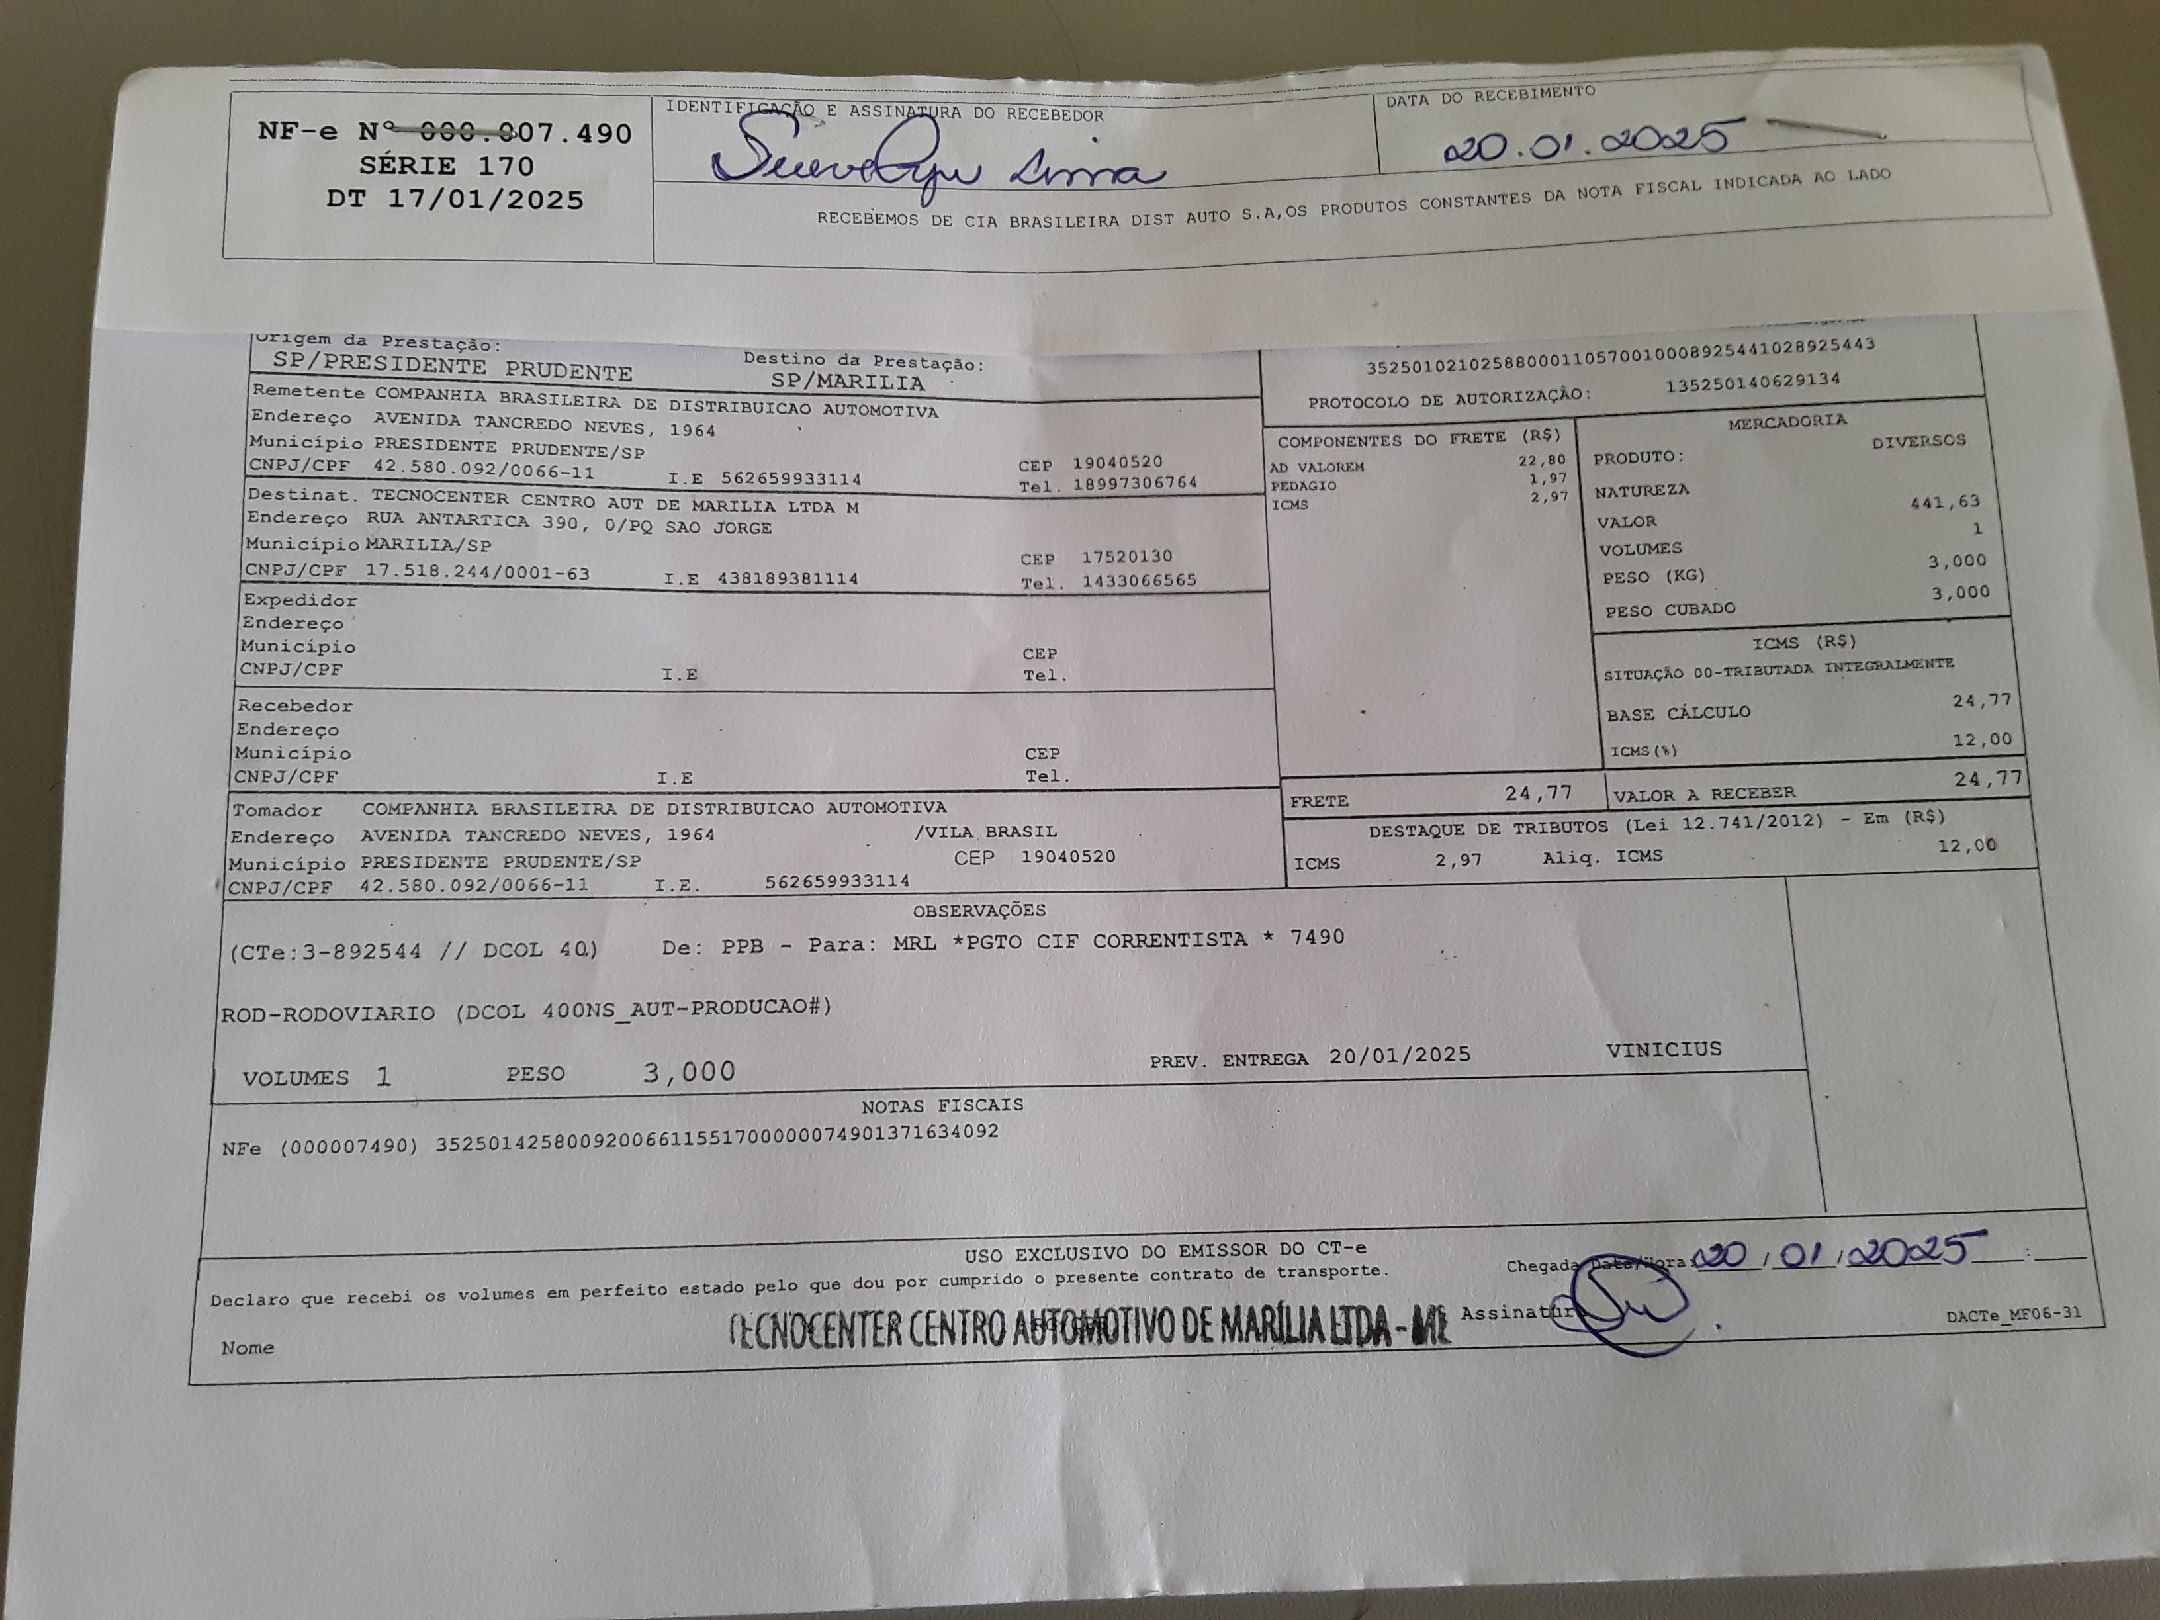 IDENTIFICAÇÃO E ASSINATURA DO RECEBEDOR
DATA DO RECEBIMENTO
NF-e Nº 000.007.490
SÉRIE 170
DT 17/01/2025
Lima
20.01.2025
RECEBEMOS DE CIA BRASILEIRA DIST AUTO S.A,OS PRODUTOS CONSTANTES DA NOTA FISCAL INDICADA AO LADO
Origem da Prestação:
SP/PRESIDENTE PRUDENTE
Destino da Prestação:
SP/MARILIA
35250102102588000110570010008925441028925443
PROTOCOLO DE AUTORIZAÇÃO: 135250140629134
Remetente COMPANHIA BRASILEIRA DE DISTRIBUICAO AUTOMOTIVA
Endereço AVENIDA TANCREDO NEVES, 1964
Município PRESIDENTE PRUDENTE/SP CEP 19040520
CNPJ/CPF 42.580.092/0066-11 I.E 562659933114 Tel. 18997306764
Destinat. TECNOCENTER CENTRO AUT DE MARILIA LTDA M
Endereço RUA ANTARTICA 390, 0/PQ SAO JORGE
Município MARILIA/SP CEP 17520130
CNPJ/CPF 17.518.244/0001-63 I.E 438189381114 Tel. 1433066565
Expedidor
Endereço
Município CEP
CNPJ/CPF I.E Tel.
Recebedor
Endereço
Município CEP
CNPJ/CPF I.E Tel.
Tomador COMPANHIA BRASILEIRA DE DISTRIBUICAO AUTOMOTIVA
Endereço AVENIDA TANCREDO NEVES, 1964 /VILA BRASIL
Município PRESIDENTE PRUDENTE/SP CEP 19040520
CNPJ/CPF 42.580.092/0066-11 I.E. 562659933114
COMPONENTES DO FRETE (R$)
AD VALOREM 22,80
PEDAGIO 1,97
ICMS 2,97
MERCADORIA
PRODUTO: DIVERSOS
NATUREZA
VALOR 441,63
VOLUMES 1
PESO (KG) 3,000
PESO CUBADO 3,000
ICMS (R$)
SITUAÇÃO 00-TRIBUTADA INTEGRALMENTE
BASE CÁLCULO 24,77
ICMS(%) 12,00
FRETE 24,77
VALOR A RECEBER 24,77
DESTAQUE DE TRIBUTOS (Lei 12.741/2012) - Em (R$)
ICMS 2,97 Aliq. ICMS 12,00
OBSERVAÇÕES
(CTe:3-892544 // DCOL 40) De: PPB - Para: MRL *PGTO CIF CORRENTISTA * 7490
ROD-RODOVIARIO (DCOL 400NS_AUT-PRODUCAO#)
VOLUMES 1 PESO 3,000 PREV. ENTREGA 20/01/2025 VINICIUS
NOTAS FISCAIS
NFe (000007490) 35250142580092006611551700000074901371634092
USO EXCLUSIVO DO EMISSOR DO CT-e
Declaro que recebi os volumes em perfeito estado pelo que dou por cumprido o presente contrato de transporte.
Chegada Data/Hora: 20/01/2025 :
Nome
TECNOCENTER CENTRO AUTOMOTIVO DE MARÍLIA LTDA - ME
Assinatura
DACTe_MF06-31